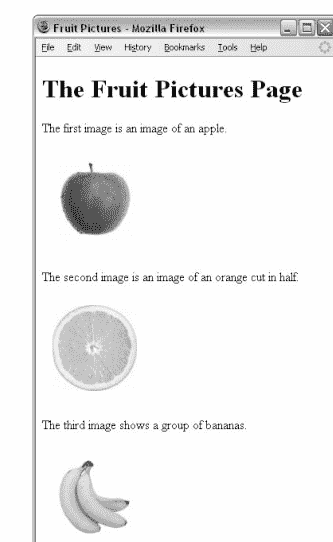 Fruit Pictures - Mozilla Firefox
File Edit View History Bookmarks Tools Help
The Fruit Pictures Page
The first image is an image of an apple.
The second image is an image of an orange cut in half.
The third image shows a group of bananas.